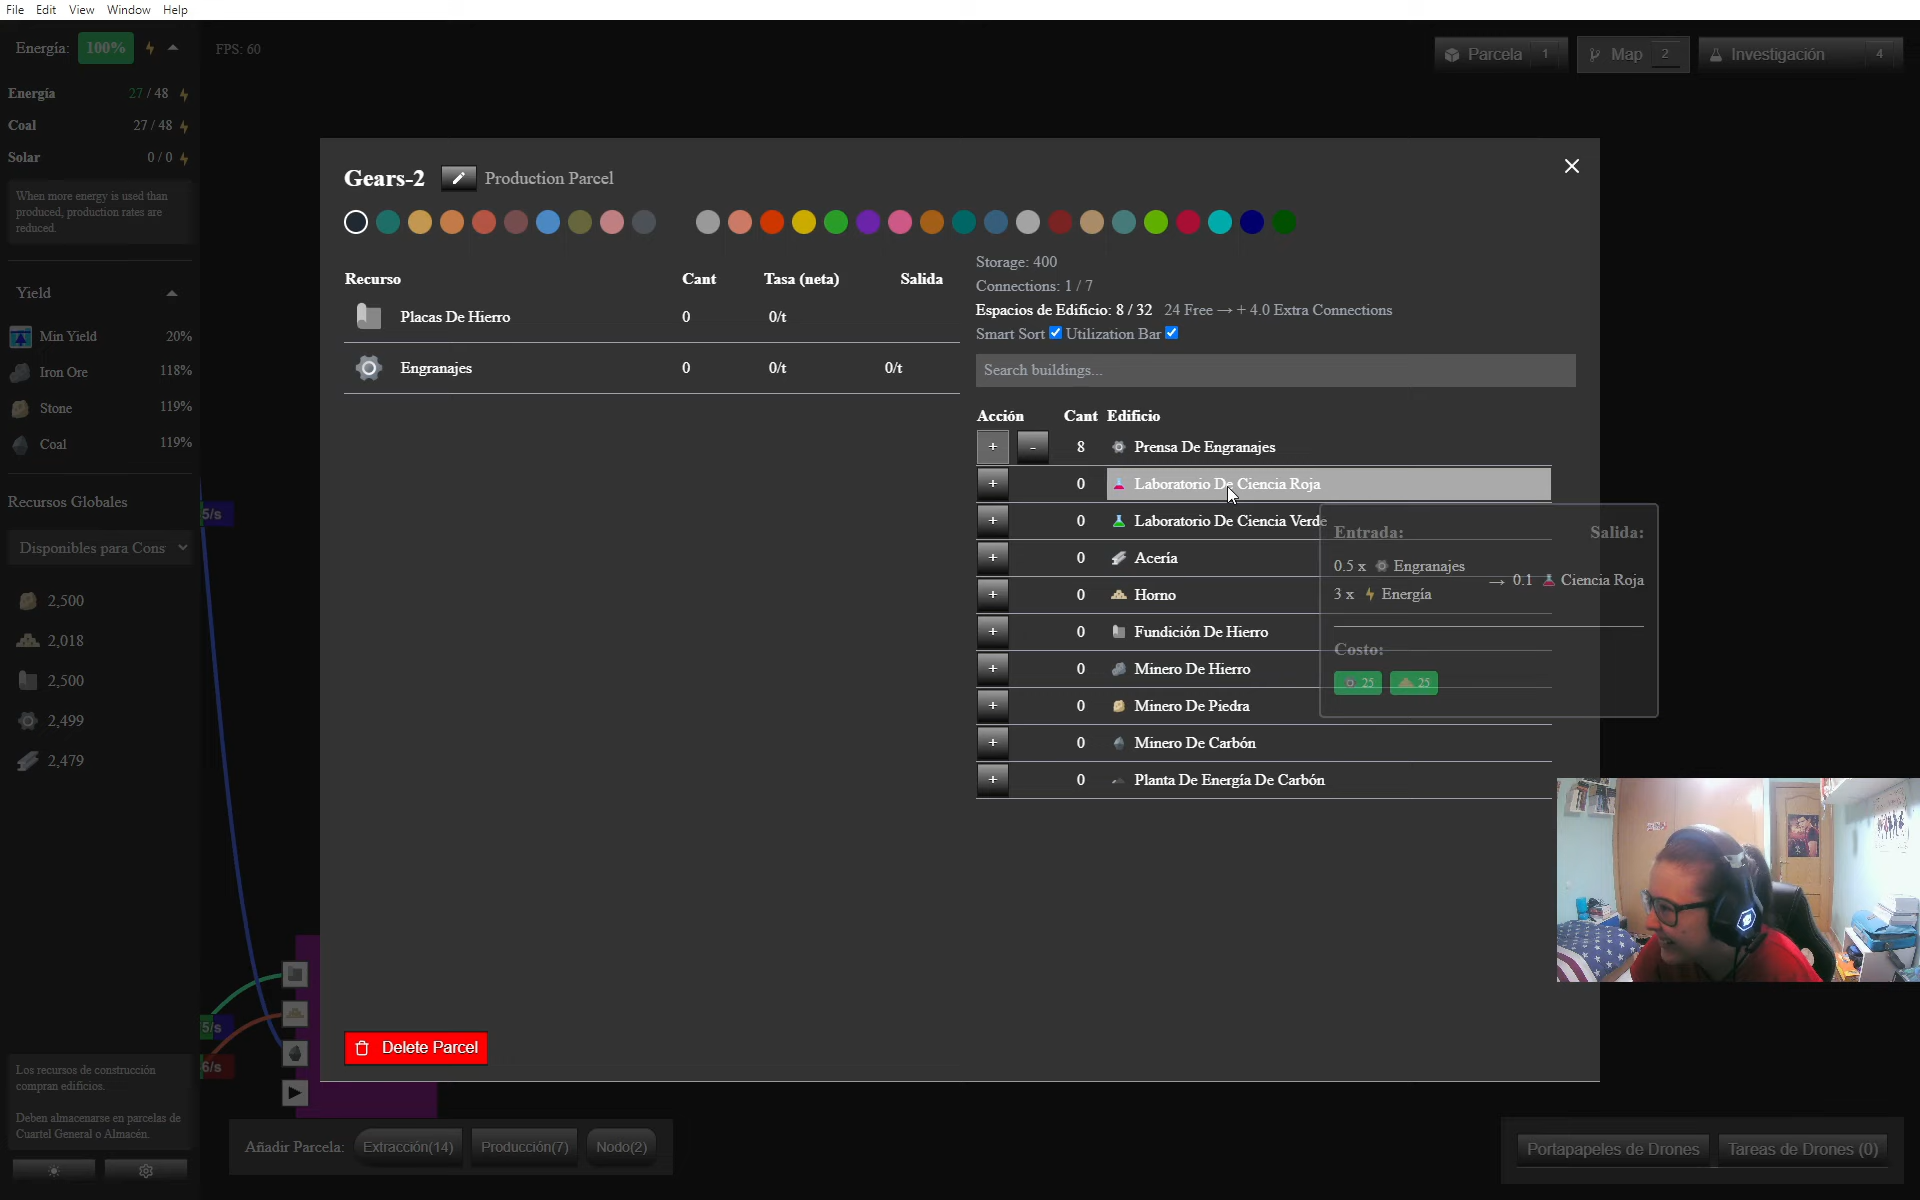 File Edit View Window Help
Energía: 100%
FPS: 60
Parcela 1
Map 2
Investigación 4
Energía 27 / 48
Coal 27 / 48
Solar 0 / 0
When more energy is used than
produced, production rates are
reduced.
Yield
Min Yield 20%
Iron Ore 118%
Stone 119%
Coal 119%
Recursos Globales
Disponibles para Cons
2,500
2,018
2,500
2,499
2,479
Los recursos de construcción
compran edificios.
Deben almacenarse en parcelas de
Cuartel General o Almacén.
5/s
5/s
6/s
Gears-2 Production Parcel
Recurso Cant Tasa (neta) Salida
Placas De Hierro 0 0/t
Engranajes 0 0/t 0/t
Storage: 400
Connections: 1 / 7
Espacios de Edificio: 8 / 32 24 Free → + 4.0 Extra Connections
Smart Sort Utilization Bar
Search buildings...
Acción Cant Edificio
+ - 8 Prensa De Engranajes
+ 0 Laboratorio De Ciencia Roja
+ 0 Laboratorio De Ciencia Verde
+ 0 Acería
+ 0 Horno
+ 0 Fundición De Hierro
+ 0 Minero De Hierro
+ 0 Minero De Piedra
+ 0 Minero De Carbón
+ 0 Planta De Energía De Carbón
Entrada: Salida:
0.5 x Engranajes
→ 0.1 Ciencia Roja
3 x Energía
Costo:
25 25
Delete Parcel
Añadir Parcela: Extracción(14) Producción(7) Nodo(2)
Portapapeles de Drones Tareas de Drones (0)